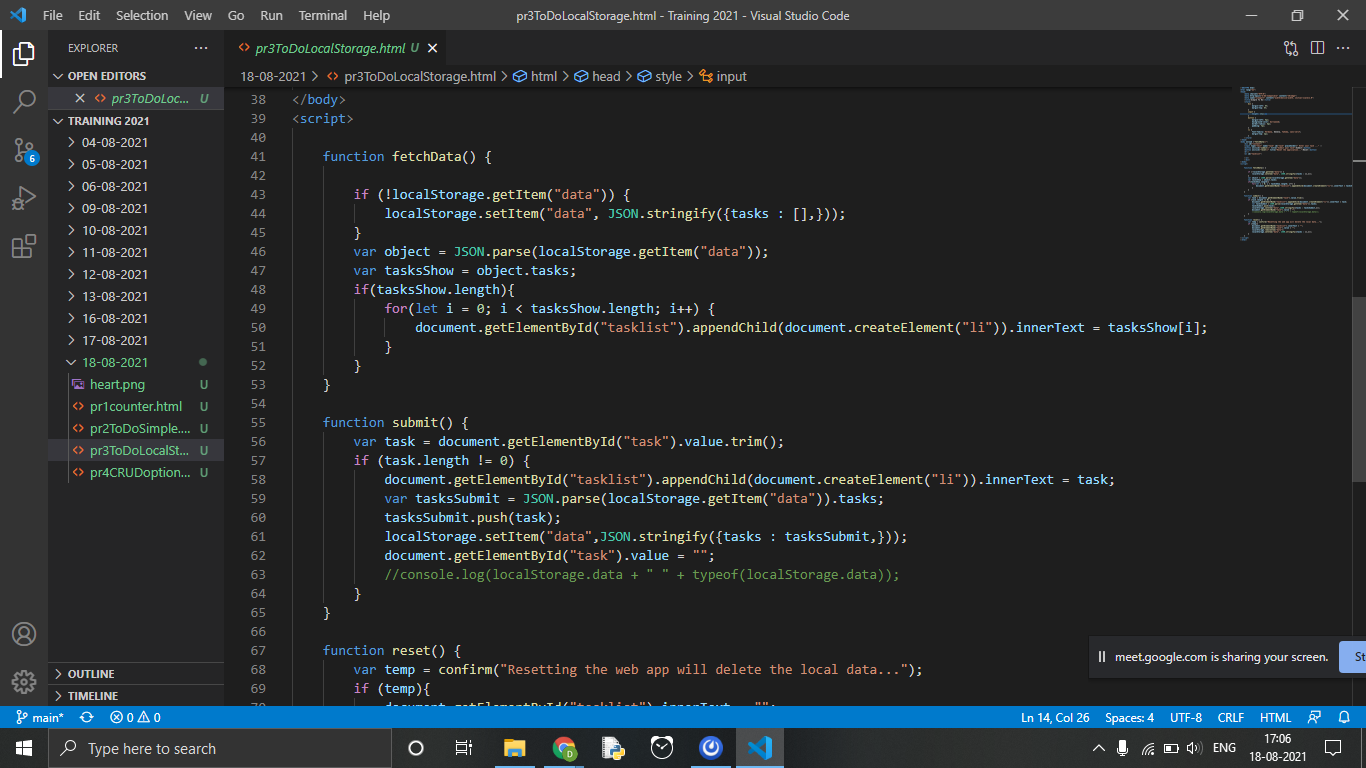 File Edit Selection View Go Run Terminal Help pr3ToDoLocalStorage.html - Training 2021 - Visual Studio Code
EXPLORER
OPEN EDITORS
pr3ToDoLoc... U
TRAINING 2021
04-08-2021
05-08-2021
06-08-2021
09-08-2021
10-08-2021
11-08-2021
12-08-2021
13-08-2021
16-08-2021
17-08-2021
18-08-2021
heart.png U
pr1counter.html U
pr2ToDoSimple.... U
pr3ToDoLocalSt... U
pr4CRUDoption... U
OUTLINE
TIMELINE
6
pr3ToDoLocalStorage.html U
18-08-2021 > pr3ToDoLocalStorage.html > html > head > style > input
38 </body>
39 <script>
40
41 function fetchData() {
42
43 if (!localStorage.getItem("data")) {
44 localStorage.setItem("data", JSON.stringify({tasks : [],}));
45 }
46 var object = JSON.parse(localStorage.getItem("data"));
47 var tasksShow = object.tasks;
48 if(tasksShow.length){
49 for(let i = 0; i < tasksShow.length; i++) {
50 document.getElementById("tasklist").appendChild(document.createElement("li")).innerText = tasksShow[i];
51 }
52 }
53 }
54
55 function submit() {
56 var task = document.getElementById("task").value.trim();
57 if (task.length != 0) {
58 document.getElementById("tasklist").appendChild(document.createElement("li")).innerText = task;
59 var tasksSubmit = JSON.parse(localStorage.getItem("data")).tasks;
60 tasksSubmit.push(task);
61 localStorage.setItem("data",JSON.stringify({tasks : tasksSubmit,}));
62 document.getElementById("task").value = "";
63 //console.log(localStorage.data + " " + typeof(localStorage.data));
64 }
65 }
66
67 function reset() {
68 var temp = confirm("Resetting the web app will delete the local data...");
69 if (temp){
meet.google.com is sharing your screen. St
main* 0 0 Ln 14, Col 26 Spaces: 4 UTF-8 CRLF HTML
Type here to search
ENG
17:06
18-08-2021